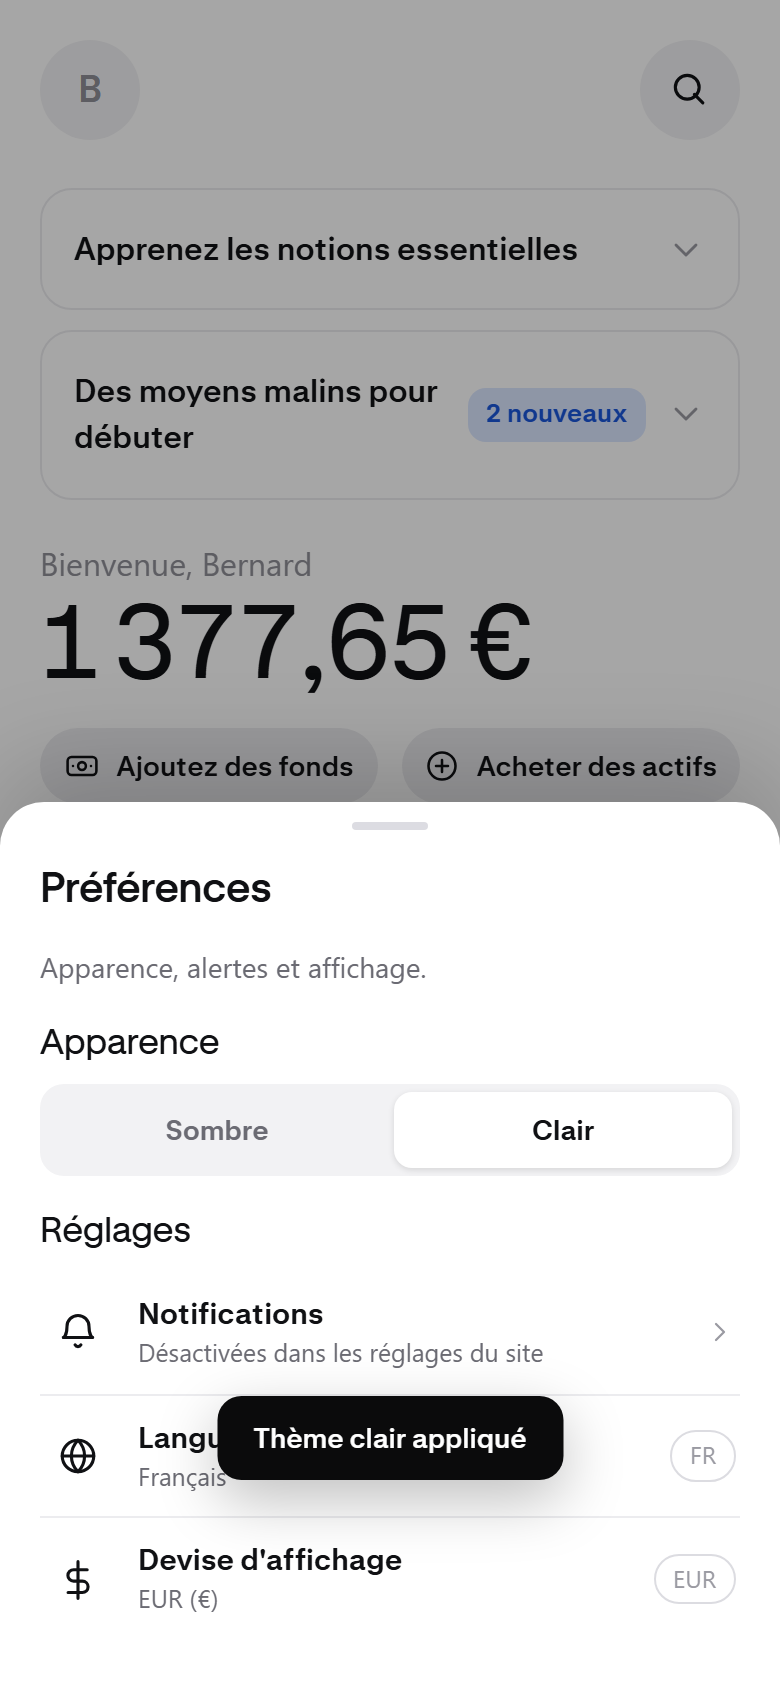 B
Apprenez les notions essentielles
Des moyens malins pour
débuter
2 nouveaux
Bienvenue, Bernard
1 377,65 €
Ajoutez des fonds
Acheter des actifs
Préférences
Apparence, alertes et affichage.
Apparence
Sombre
Clair
Réglages
Notifications
Désactivées dans les réglages du site
Langu
Thème clair appliqué
Français
FR
Devise d'affichage
EUR (€)
EUR